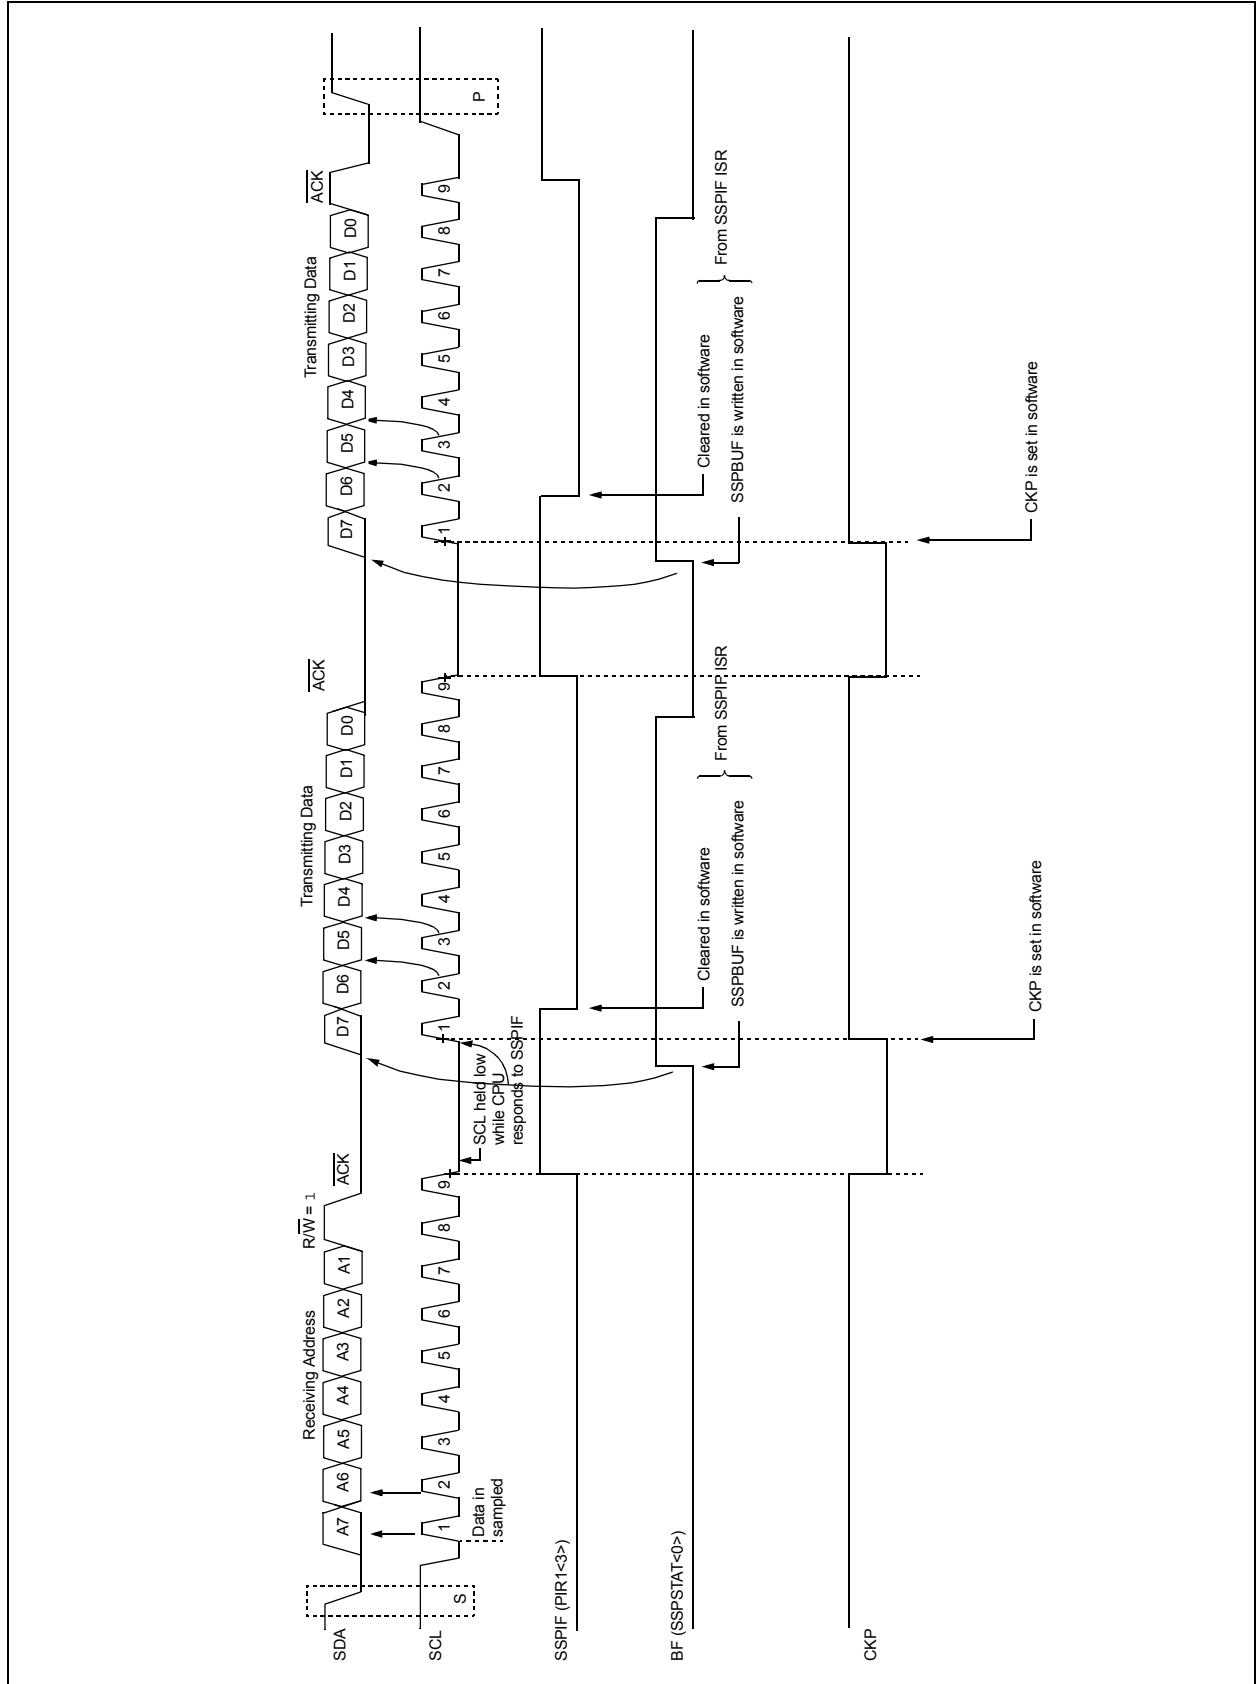 Receiving Address
R/W = 1
ACK
Transmitting Data
ACK
Transmitting Data
ACK
SDA
A7 A6 A5 A4 A3 A2 A1
D7 D6 D5 D4 D3 D2 D1 D0
D7 D6 D5 D4 D3 D2 D1 D0
SCL
1 2 3 4 5 6 7 8 9
1 2 3 4 5 6 7 8 9
1 2 3 4 5 6 7 8 9
S
P
Data in
sampled
SCL held low
while CPU
responds to SSPIF
SSPIF (PIR1<3>)
BF (SSPSTAT<0>)
Cleared in software
SSPBUF is written in software
From SSPIF ISR
Cleared in software
SSPBUF is written in software
From SSPIF ISR
CKP
CKP is set in software
CKP is set in software